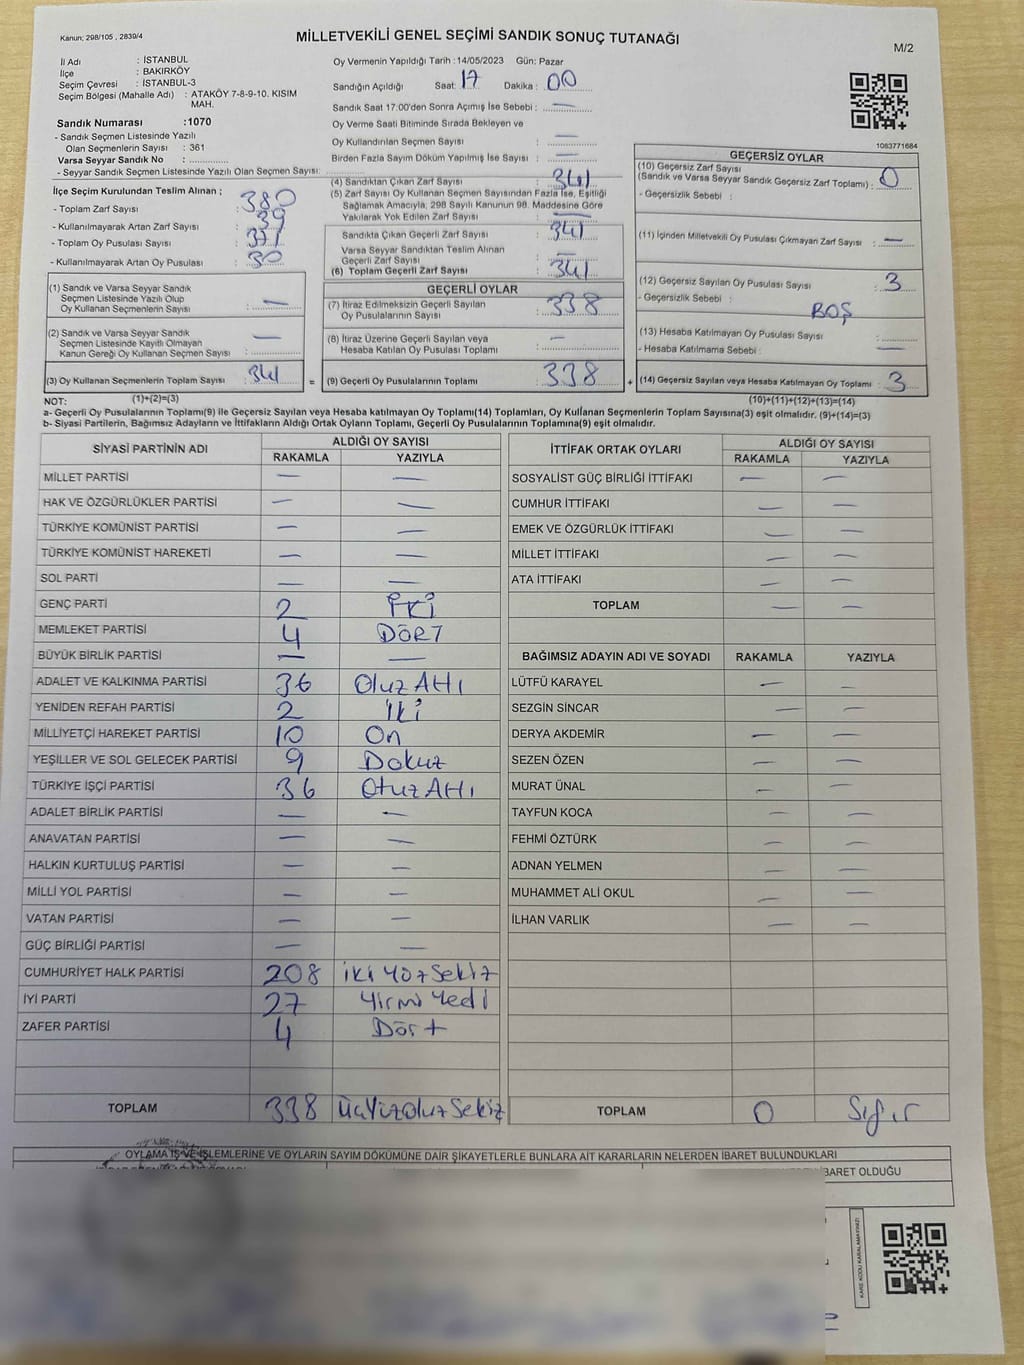 Kanun; 298/105 , 2839/4
MİLLETVEKİLİ GENEL SEÇİMİ SANDIK SONUÇ TUTANAĞI
M/2
İl Adı : İSTANBUL
İlçe : BAKIRKÖY
Seçim Çevresi : İSTANBUL-3
Seçim Bölgesi (Mahalle Adı) : ATAKÖY 7-8-9-10. KISIM
MAH.
Sandık Numarası :1070
- Sandık Seçmen Listesinde Yazılı
Olan Seçmenlerin Sayısı : 361
Varsa Seyyar Sandık No : ..............
- Seyyar Sandık Seçmen Listesinde Yazılı Olan Seçmen Sayısı: ..............
Oy Vermenin Yapıldığı Tarih :14/05/2023 Gün: Pazar
Sandığın Açıldığı Saat: 17 Dakika : 00
Sandık Saat 17:00'den Sonra Açımış İse Sebebi : —
Oy Verme Saati Bitiminde Sırada Bekleyen ve
Oy Kullandırılan Seçmen Sayısı : —
Birden Fazla Sayım Döküm Yapılmış İse Sayısı : —
1083771684
İlçe Seçim Kurulundan Teslim Alınan ;
- Toplam Zarf Sayısı : 380
- Kullanılmayarak Artan Zarf Sayısı : 39
- Toplam Oy Pusulası Sayısı : 371
- Kullanılmayarak Artan Oy Pusulası : 30
(1) Sandık ve Varsa Seyyar Sandık
Seçmen Listesinde Yazılı Olup
Oy Kullanan Seçmenlerin Sayısı : —
(2) Sandık ve Varsa Seyyar Sandık
Seçmen Listesinde Kayıtlı Olmayan
Kanun Gereği Oy Kullanan Seçmen Sayısı : —
(3) Oy Kullanan Seçmenlerin Toplam Sayısı : 341
(1)+(2)=(3)
(4) Sandıktan Çıkan Zarf Sayısı : 341
(5) Zarf Sayısı Oy Kullanan Seçmen Sayısından Fazla İse, Eşitliği
Sağlamak Amacıyla, 298 Sayılı Kanunun 98. Maddesine Göre
Yakılarak Yok Edilen Zarf Sayısı : —
Sandıkta Çıkan Geçerli Zarf Sayısı : 341
Varsa Seyyar Sandıktan Teslim Alınan
Geçerli Zarf Sayısı : —
(6) Toplam Geçerli Zarf Sayısı : 341
GEÇERLİ OYLAR
(7) İtiraz Edilmeksizin Geçerli Sayılan
Oy Pusulalarının Sayısı : 338
(8) İtiraz Üzerine Geçerli Sayılan veya
Hesaba Katılan Oy Pusulası Toplamı : —
= (9) Geçerli Oy Pusulalarının Toplamı : 338 +
GEÇERSİZ OYLAR
(10) Geçersiz Zarf Sayısı
(Sandık ve Varsa Seyyar Sandık Geçersiz Zarf Toplamı) : 0
- Geçersizlik Sebebi :
(11) İçinden Milletvekili Oy Pusulası Çıkmayan Zarf Sayısı : —
(12) Geçersiz Sayılan Oy Pusulası Sayısı : 3
- Geçersizlik Sebebi : BOŞ
(13) Hesaba Katılmayan Oy Pusulası Sayısı :
- Hesaba Katılmama Sebebi : —
(14) Geçersiz Sayılan veya Hesaba Katılmayan Oy Toplamı : 3
(10)+(11)+(12)+(13)=(14)
NOT:
a- Geçerli Oy Pusulalarının Toplamı(9) ile Geçersiz Sayılan veya Hesaba katılmayan Oy Toplamı(14) Toplamları, Oy Kullanan Seçmenlerin Toplam Sayısına(3) eşit olmalıdır. (9)+(14)=(3)
b- Siyasi Partilerin, Bağımsız Adayların ve İttifakların Aldığı Ortak Oyların Toplamı, Geçerli Oy Pusulalarının Toplamına(9) eşit olmalıdır.
SİYASİ PARTİNİN ADI ALDIĞI OY SAYISI
RAKAMLA YAZIYLA
MİLLET PARTİSİ — —
HAK VE ÖZGÜRLÜKLER PARTİSİ — —
TÜRKİYE KOMÜNİST PARTİSİ — —
TÜRKİYE KOMÜNİST HAREKETİ — —
SOL PARTİ — —
GENÇ PARTİ 2 İKİ
MEMLEKET PARTİSİ 4 DÖRT
BÜYÜK BİRLİK PARTİSİ — —
ADALET VE KALKINMA PARTİSİ 36 Otuz Altı
YENİDEN REFAH PARTİSİ 2 İki
MİLLİYETÇİ HAREKET PARTİSİ 10 On
YEŞİLLER VE SOL GELECEK PARTİSİ 9 Dokuz
TÜRKİYE İŞÇİ PARTİSİ 36 Otuz Altı
ADALET BİRLİK PARTİSİ — —
ANAVATAN PARTİSİ — —
HALKIN KURTULUŞ PARTİSİ — —
MİLLİ YOL PARTİSİ — —
VATAN PARTİSİ — —
GÜÇ BİRLİĞİ PARTİSİ — —
CUMHURİYET HALK PARTİSİ 208 iki Yüz Sekiz
İYİ PARTİ 27 Yirmi Yedi
ZAFER PARTİSİ 4 Dört
TOPLAM 338 ÜçYüzOtuzSekiz
İTTİFAK ORTAK OYLARI ALDIĞI OY SAYISI
RAKAMLA YAZIYLA
SOSYALİST GÜÇ BİRLİĞİ İTTİFAKI — —
CUMHUR İTTİFAKI — —
EMEK VE ÖZGÜRLÜK İTTİFAKI — —
MİLLET İTTİFAKI — —
ATA İTTİFAKI — —
TOPLAM — —
BAĞIMSIZ ADAYIN ADI VE SOYADI RAKAMLA YAZIYLA
LÜTFÜ KARAYEL — —
SEZGİN SİNCAR — —
DERYA AKDEMİR — —
SEZEN ÖZEN — —
MURAT ÜNAL — —
TAYFUN KOCA — —
FEHMİ ÖZTÜRK — —
ADNAN YELMEN — —
MUHAMMET ALİ OKUL — —
İLHAN VARLIK — —
TOPLAM 0 Sıfır
OYLAMA İŞ VE İŞLEMLERİNE VE OYLARIN SAYIM DÖKÜMÜNE DAİR ŞİKAYETLERLE BUNLARA AİT KARARLARIN NELERDEN İBARET BULUNDUKLARI
İBARET OLDUĞU
KARE KODU KARALAMAYINIZ!